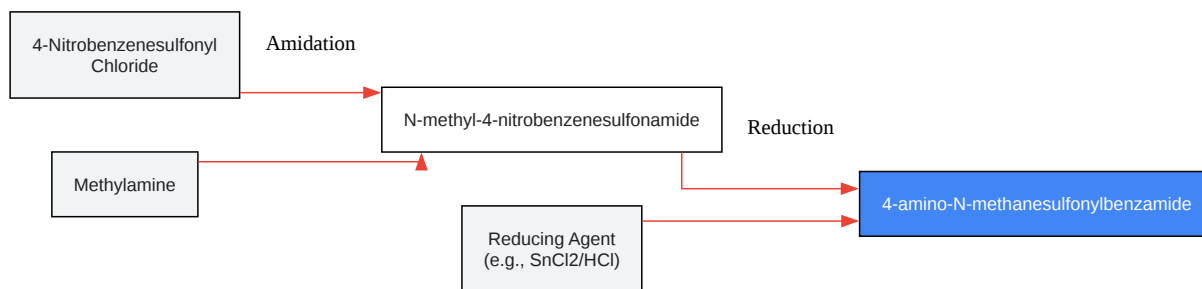 4-Nitrobenzenesulfonyl
Chloride
Amidation
N-methyl-4-nitrobenzenesulfonamide
Reduction
Methylamine
4-amino-N-methanesulfonylbenzamide
Reducing Agent
(e.g., SnCl2/HCl)